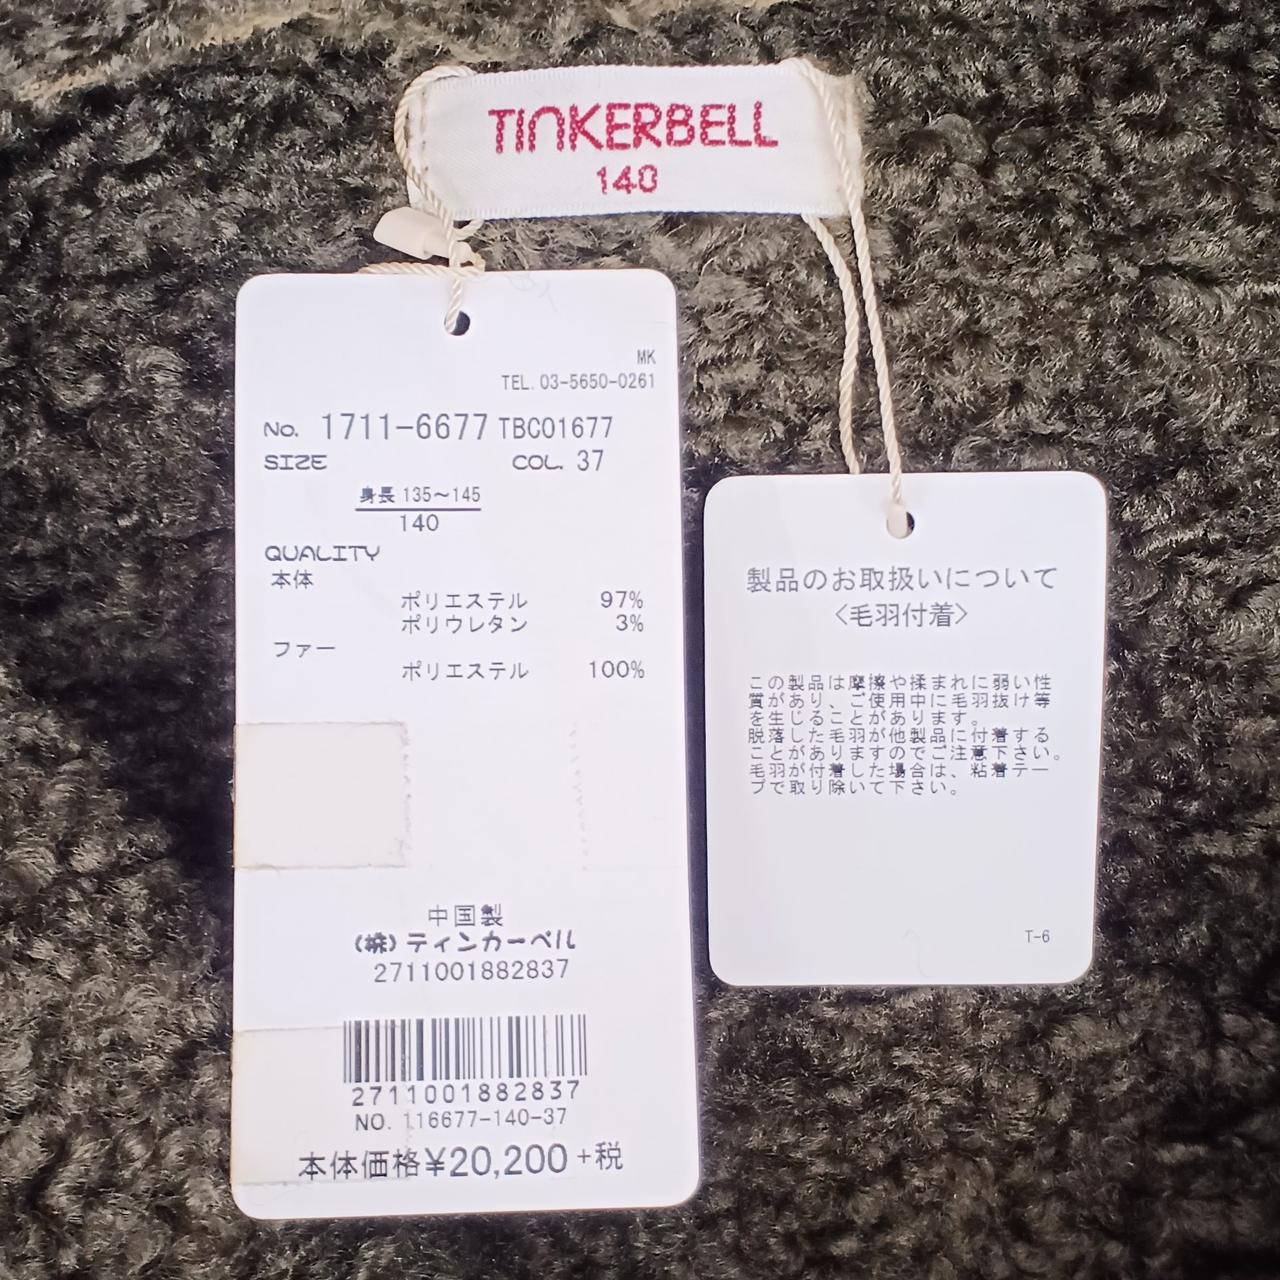 TINKERBELL
140
MK
TEL. 03-5650-0261
No. 1711-6677 TBC01677
SIZE COL. 37
身長 135～145
140
QUALITY
本体
ポリエステル 97%
ポリウレタン 3%
ファー
ポリエステル 100%
中国製
(株)ティンカーベル
2711001882837
2711001882837
NO. 116677-140-37
本体価格¥20,200+税
製品のお取扱いについて
〈毛羽付着〉
この製品は摩擦や揉まれに弱い性
質があり、ご使用中に毛羽抜け等
を生じることがあります。
脱落した毛羽が他製品に付着する
ことがありますのでご注意下さい。
毛羽が付着した場合は、粘着テー
プで取り除いて下さい。
T-6